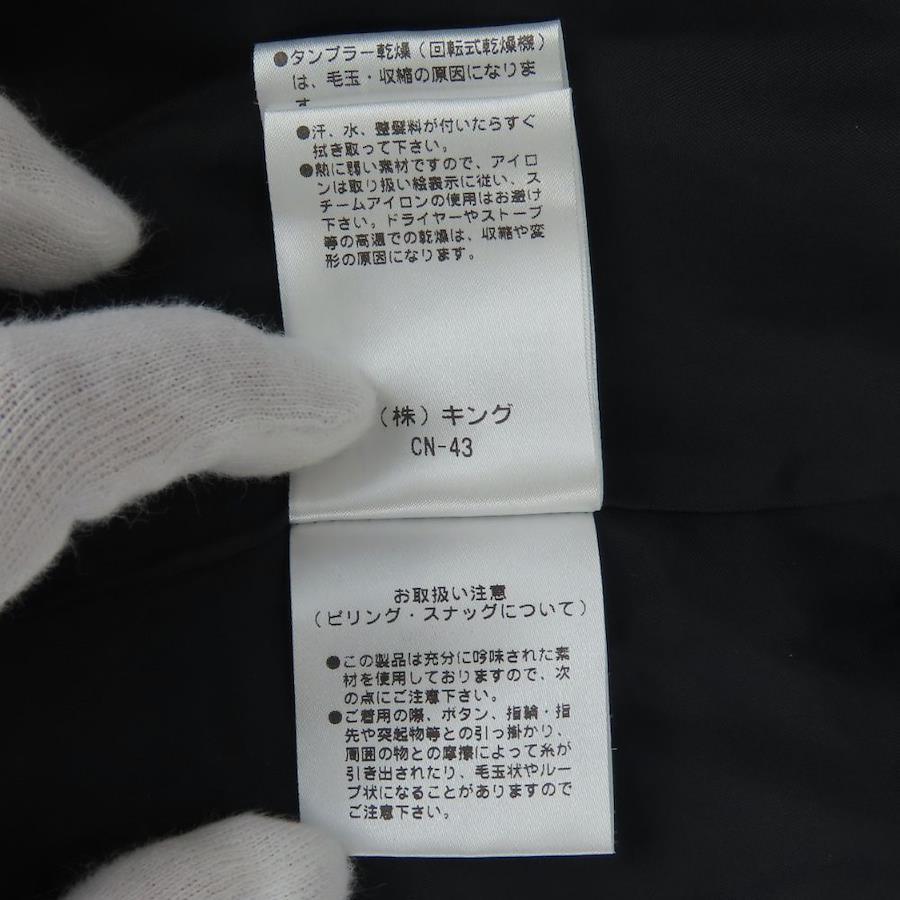 ●タンブラー乾燥（回転式乾燥機）
は、毛玉・収縮の原因になりま
す
●汗、水、整髪料が付いたらすぐ
拭き取って下さい。
●熱に弱い素材ですので、アイロ
ンは取り扱い絵表示に従い、ス
チームアイロンの使用はお避け
下さい。ドライヤーやストーブ
等の高温での乾燥は、収縮や変
形の原因になります。
（株）キング
CN-43
お取扱い注意
（ピリング・スナッグについて）
●この製品は充分に吟味された素
材を使用しておりますので、次
の点にご注意下さい。
●ご着用の際、ボタン、指輪・指
先や突起物等との引っ掛かり、
周囲の物との摩擦によって糸が
引き出されたり、毛玉状やルー
プ状になることがありますので
ご注意下さい。